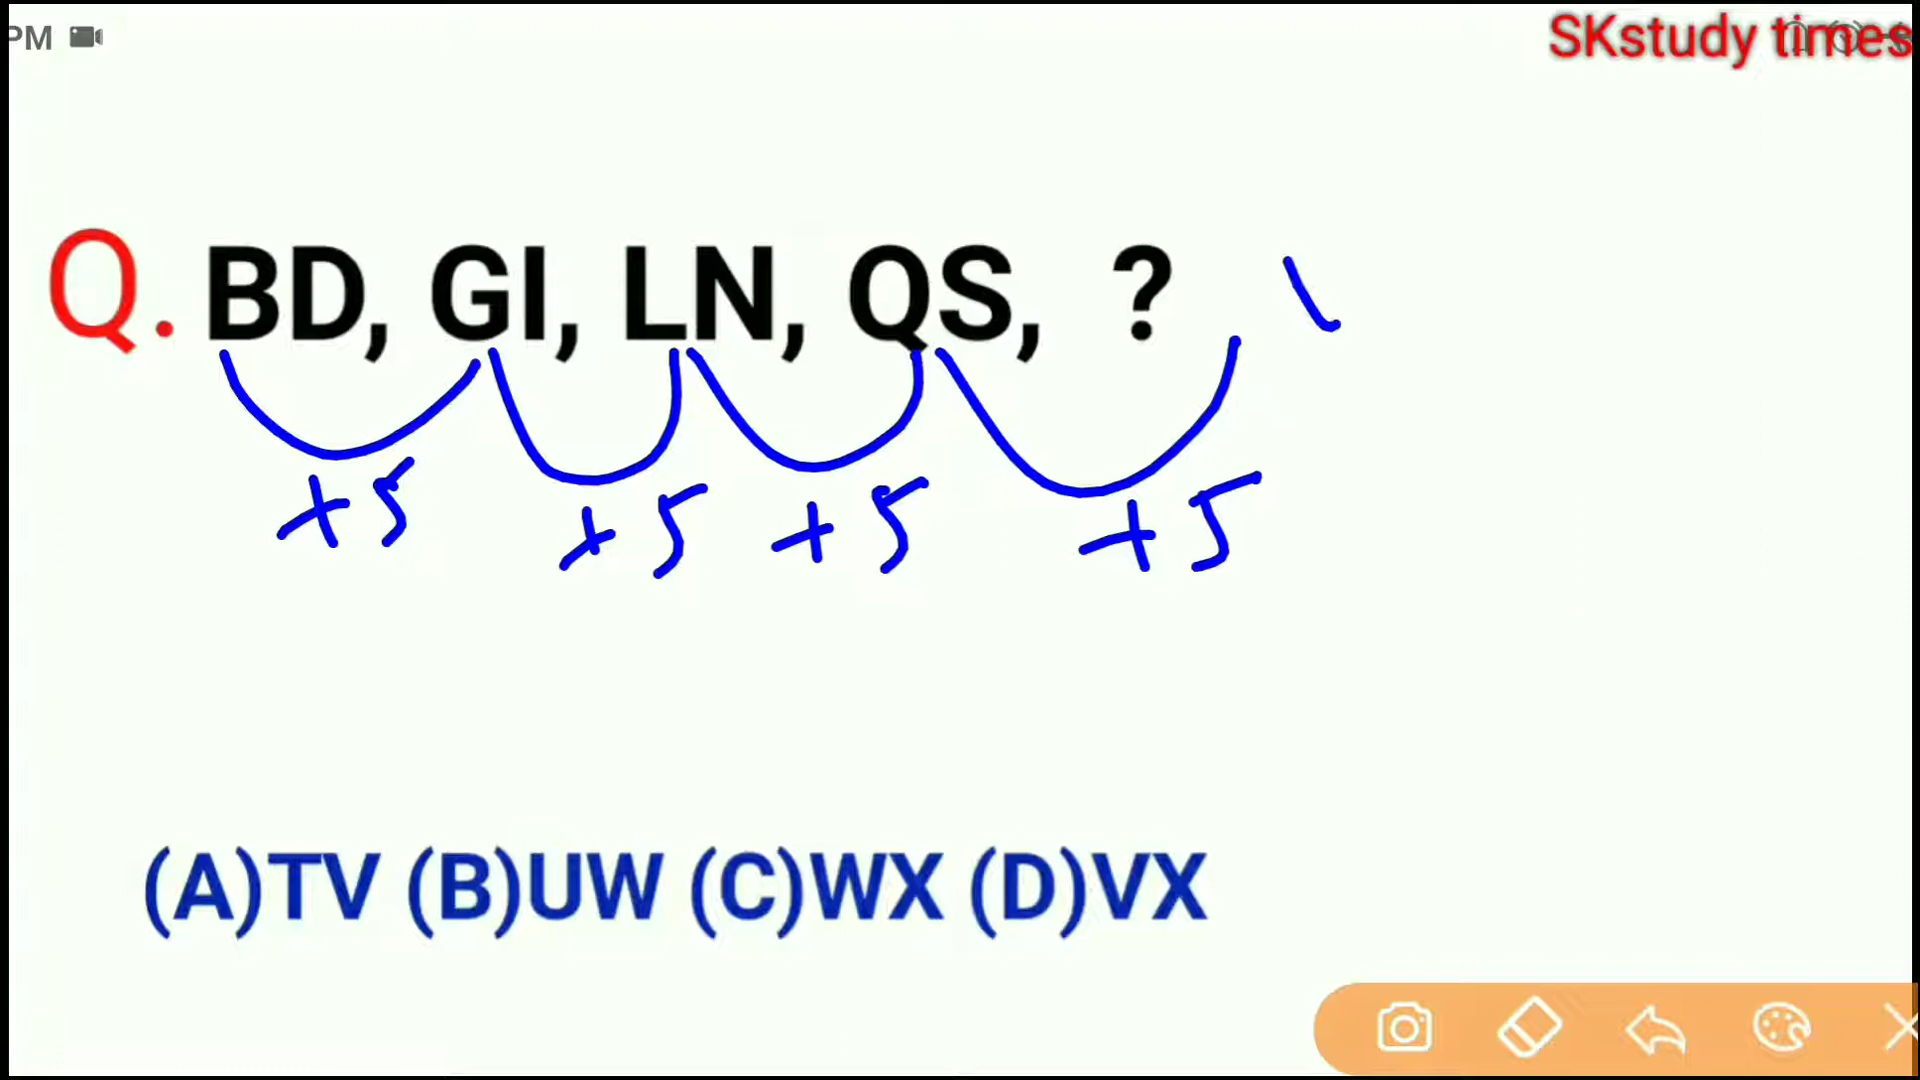 PM
SKstudy times
Q. BD, GI, LN, QS, ?
+5 +5 +5 +5
(A)TV (B)UW (C)WX (D)VX